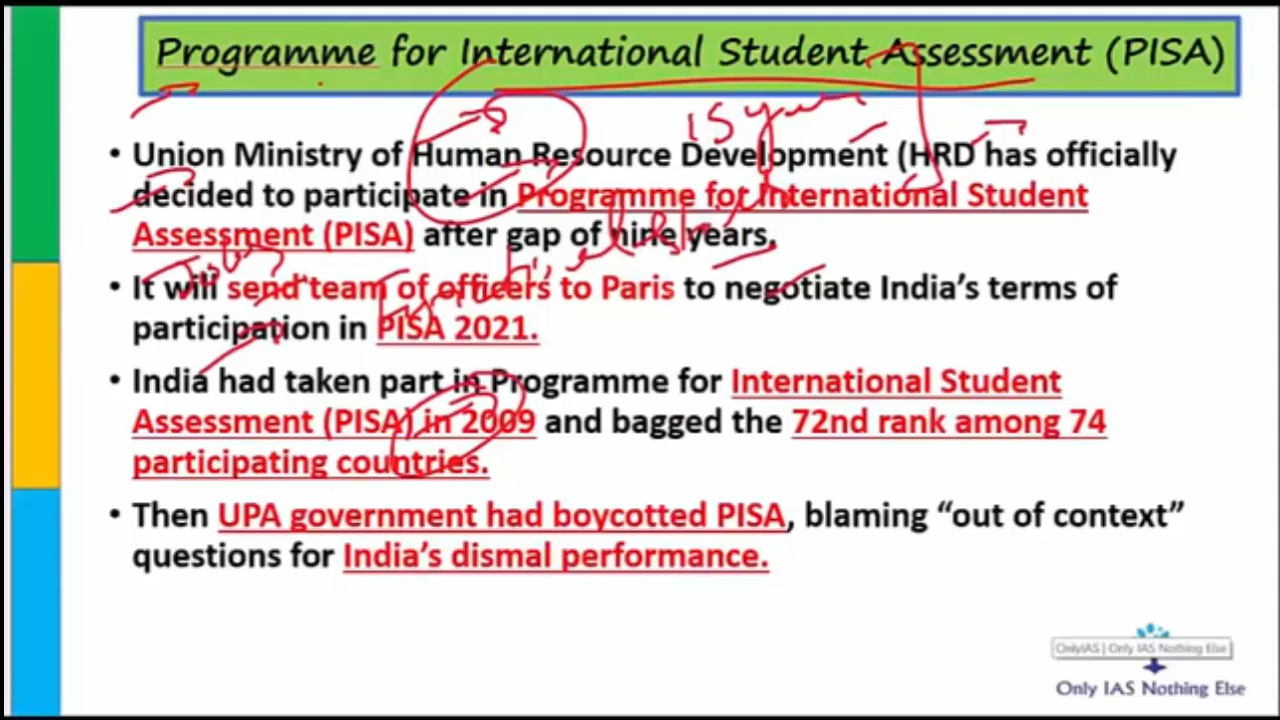 Programme for International Student Assessment (PISA)
15 years
• Union Ministry of Human Resource Development (HRD has officially
decided to participate in Programme for International Student
Assessment (PISA) after gap of nine years.
• It will send team of officers to Paris to negotiate India’s terms of
participation in PISA 2021.
• India had taken part in Programme for International Student
Assessment (PISA) in 2009 and bagged the 72nd rank among 74
participating countries.
• Then UPA government had boycotted PISA, blaming “out of context”
questions for India’s dismal performance.
OnlyIAS | Only IAS Nothing Else
Only IAS Nothing Else